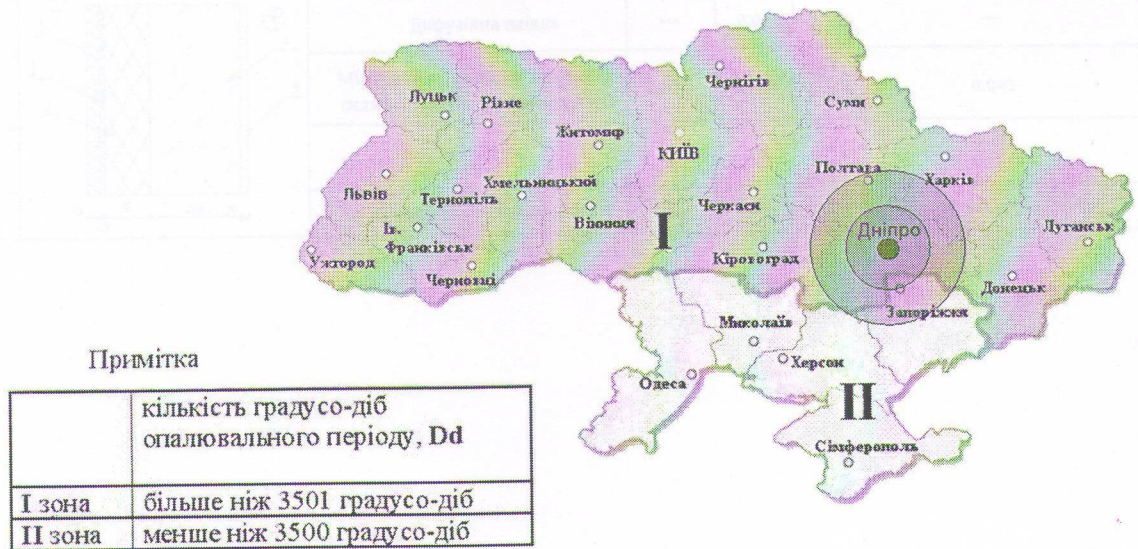 Чернігів
Луцьк
Рівне
Суми
Житомир
КИЇВ
Полтава
Харків
Львів
Тернопіль
Хмельницький
Черкаси
Вінниця
I
Дніпро
Луганськ
Ів.
Франківськ
Ужгород
Кіровоград
Чернівці
Донецьк
Запоріжжя
Миколаїв
Херсон
Одеса
II
Сімферополь
Примітка
кількість градусо-діб
опалювального періоду, Dd
I зона більше ніж 3501 градусо-діб
II зона менше ніж 3500 градусо-діб